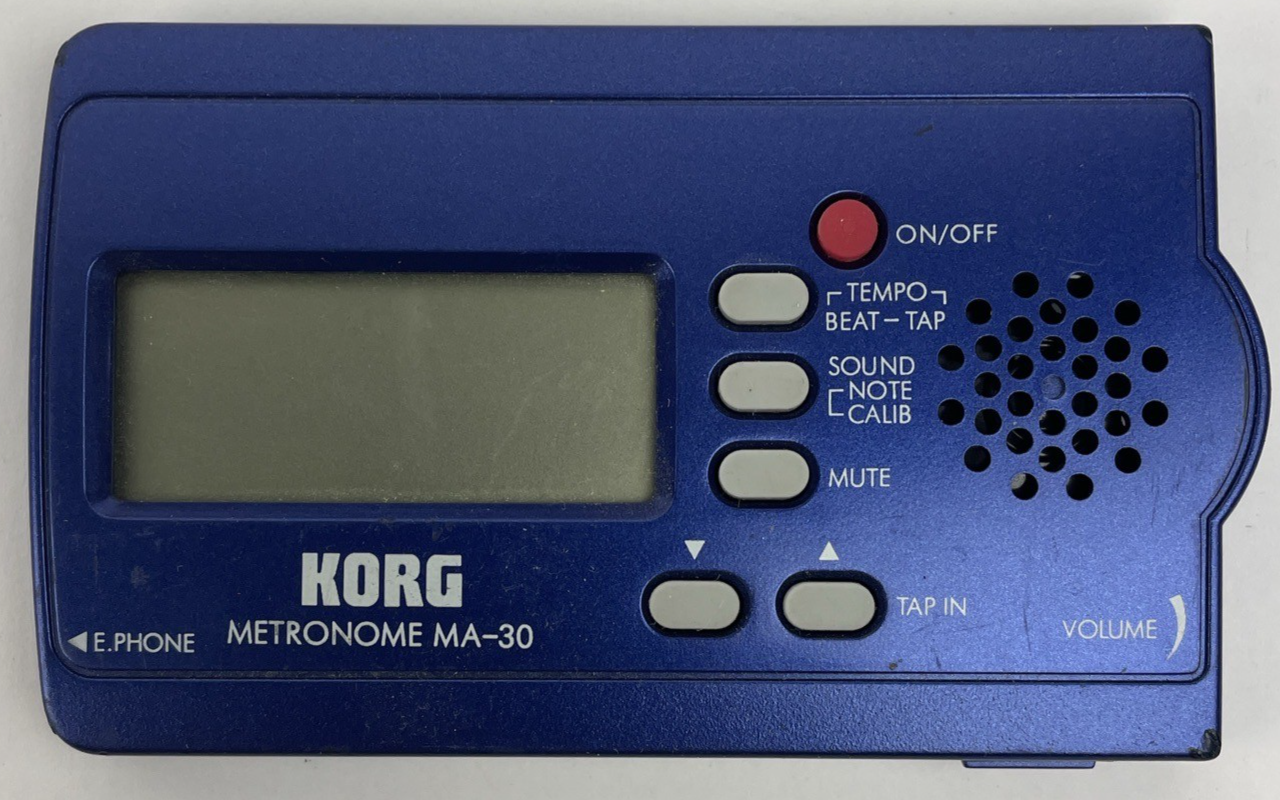 ON/OFF
TEMPO
BEAT – TAP
SOUND
NOTE
CALIB
MUTE
▼ ▲
TAP IN
KORG
METRONOME MA-30
◀ E.PHONE
VOLUME